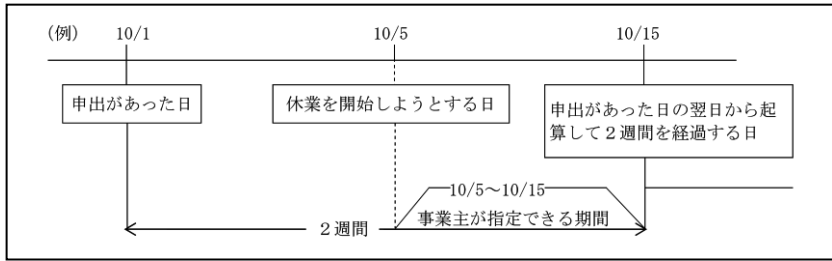 (例) 10/1 10/5 10/15
申出があった日
休業を開始しようとする日
申出があった日の翌日から起
算して２週間を経過する日
10/5～10/15
事業主が指定できる期間
２週間